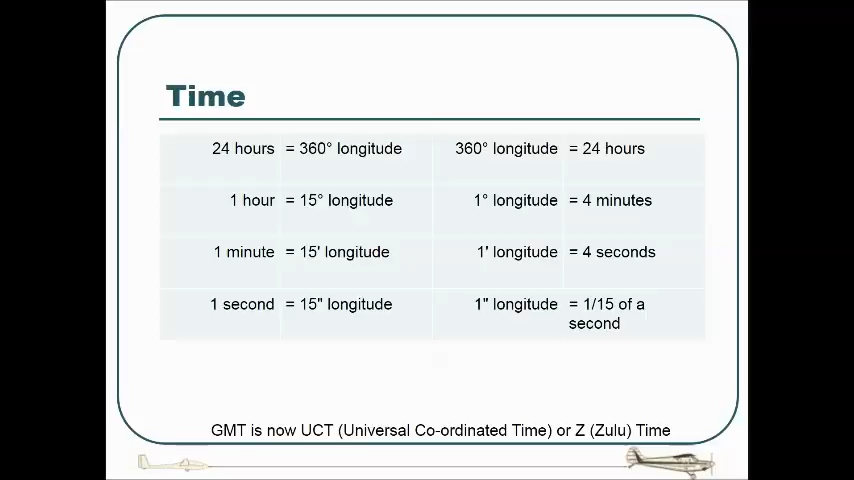 Time
24 hours = 360° longitude 360° longitude = 24 hours
1 hour = 15° longitude 1° longitude = 4 minutes
1 minute = 15' longitude 1' longitude = 4 seconds
1 second = 15" longitude 1" longitude = 1/15 of a
second
GMT is now UCT (Universal Co-ordinated Time) or Z (Zulu) Time